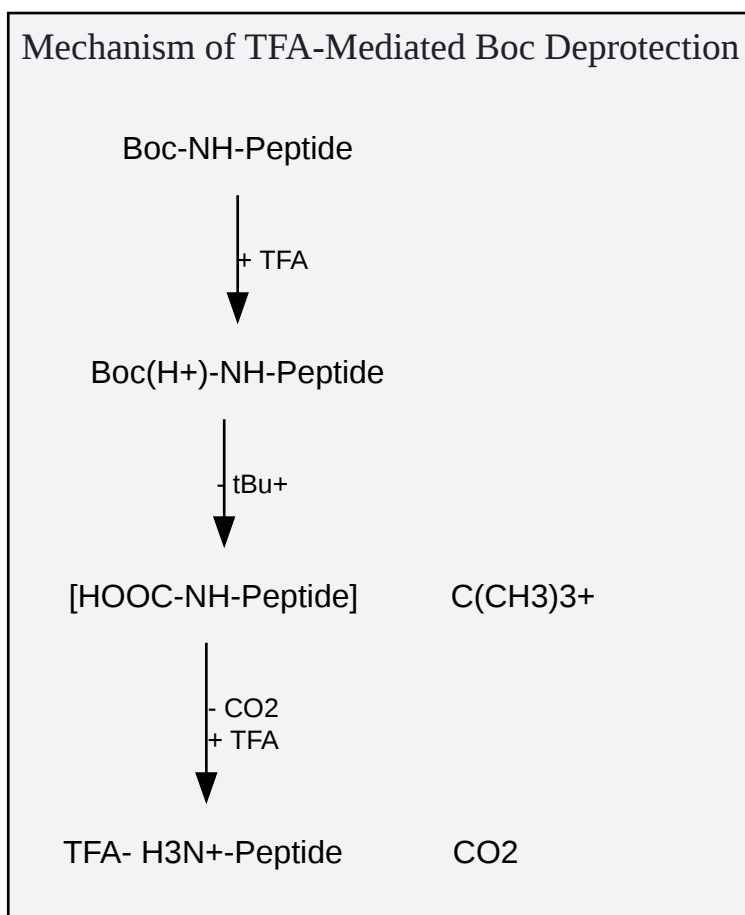 Mechanism of TFA-Mediated Boc Deprotection
Boc-NH-Peptide
+ TFA
Boc(H+)-NH-Peptide
- tBu+
[HOOC-NH-Peptide]
C(CH3)3+
- CO2
+ TFA
TFA- H3N+-Peptide
CO2